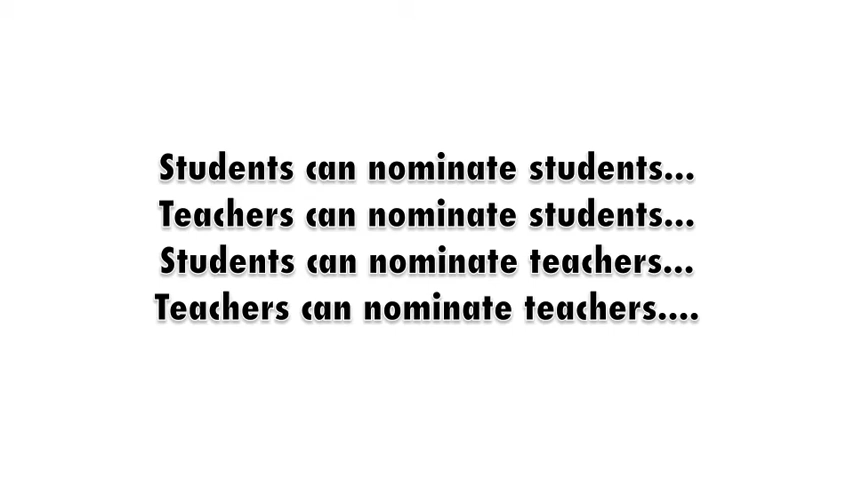 Students can nominate students...
Teachers can nominate students...
Students can nominate teachers...
Teachers can nominate teachers....